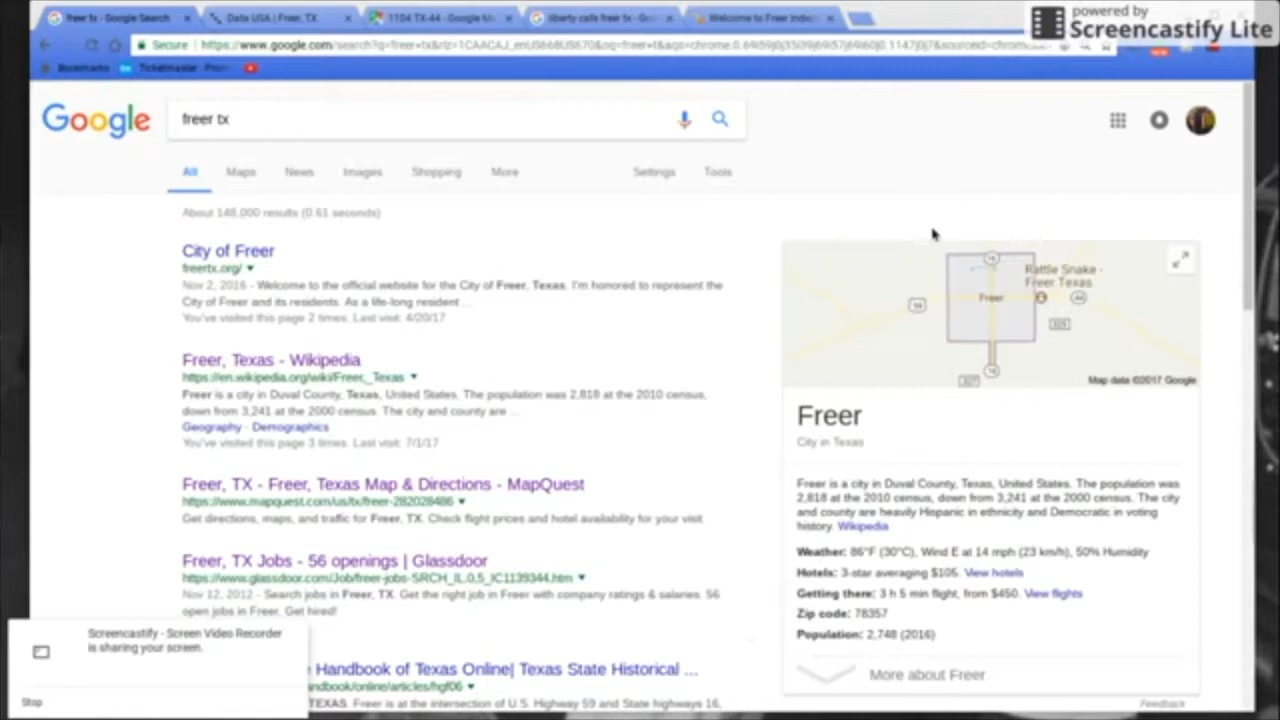 powered by
Screencastify Lite
freer tx - Google Search
Data USA | Freer, TX
1104 TX-44 - Google M
liberty cafe freer tx - Go
Welcome to Freer Inde
Secure
https://www.google.com/search?q=freer+tx
Bookmarks
Ticketmaster
Google
freer tx
All
Maps
News
Images
Shopping
More
Settings
Tools
About 148,000 results (0.61 seconds)
City of Freer
freertx.org/
Nov 2, 2016 - Welcome to the official website for the City of Freer, Texas. I'm honored to represent the
City of Freer and its residents. As a life-long resident ...
You've visited this page 2 times. Last visit: 4/20/17
Freer, Texas - Wikipedia
https://en.wikipedia.org/wiki/Freer,_Texas
Freer is a city in Duval County, Texas, United States. The population was 2,818 at the 2010 census,
down from 3,241 at the 2000 census. The city and county are ...
Geography · Demographics
You've visited this page 3 times. Last visit: 7/1/17
Freer, TX - Freer, Texas Map & Directions - MapQuest
https://www.mapquest.com/us/tx/freer-282028486
Get directions, maps, and traffic for Freer, TX. Check flight prices and hotel availability for your visit.
Freer, TX Jobs - 56 openings | Glassdoor
https://www.glassdoor.com/Job/freer-jobs-SRCH_IL.0,5_IC1139344.htm
Nov 12, 2012 - Search jobs in Freer, TX. Get the right job in Freer with company ratings & salaries. 56
open jobs in Freer. Get hired!
Handbook of Texas Online| Texas State Historical ...
ndbook/online/articles/hgf06
TEXAS. Freer is at the intersection of U.S. Highway 59 and State highways 16,
Rattle Snake -
Freer Texas
Freer
16
44
Map data ©2017 Google
Freer
City in Texas
Freer is a city in Duval County, Texas, United States. The population was
2,818 at the 2010 census, down from 3,241 at the 2000 census. The city
and county are heavily Hispanic in ethnicity and Democratic in voting
history. Wikipedia
Weather: 86°F (30°C), Wind E at 14 mph (23 km/h), 50% Humidity
Hotels: 3-star averaging $105. View hotels
Getting there: 3 h 5 min flight, from $450. View flights
Zip code: 78357
Population: 2,748 (2016)
More about Freer
Feedback
Screencastify - Screen Video Recorder
is sharing your screen.
Stop